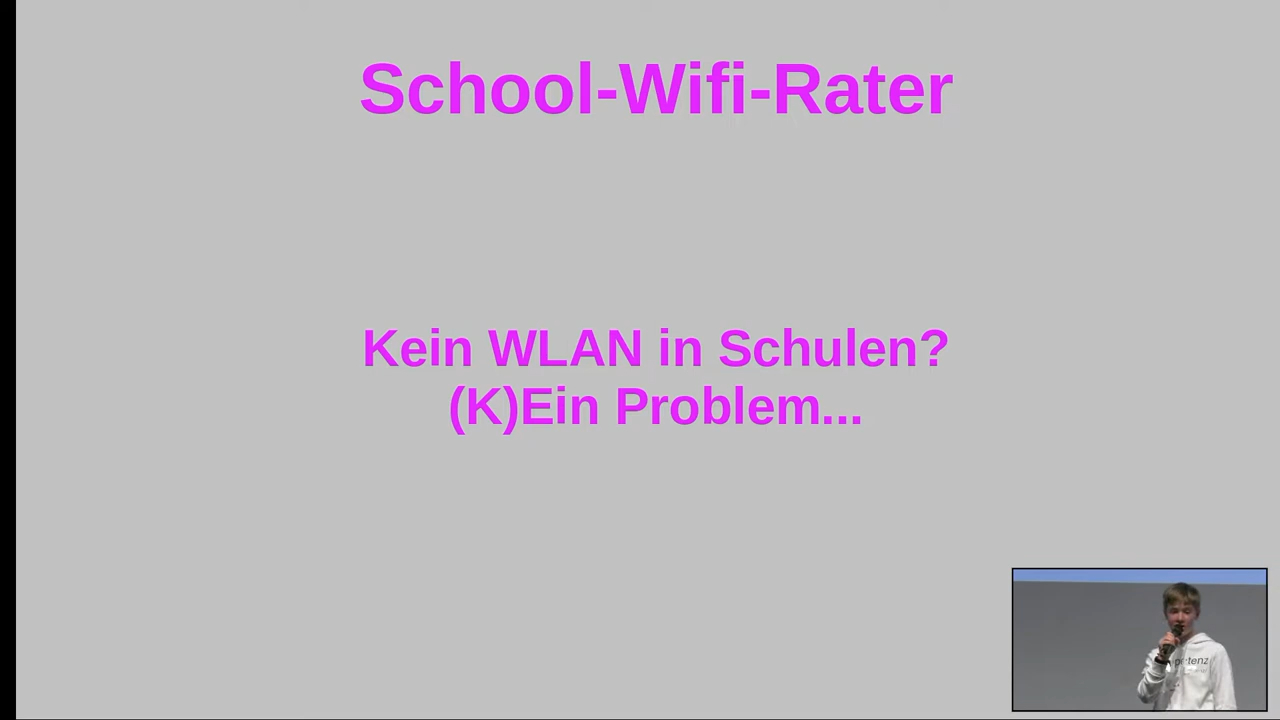 School-Wifi-Rater
Kein WLAN in Schulen?
(K)Ein Problem...